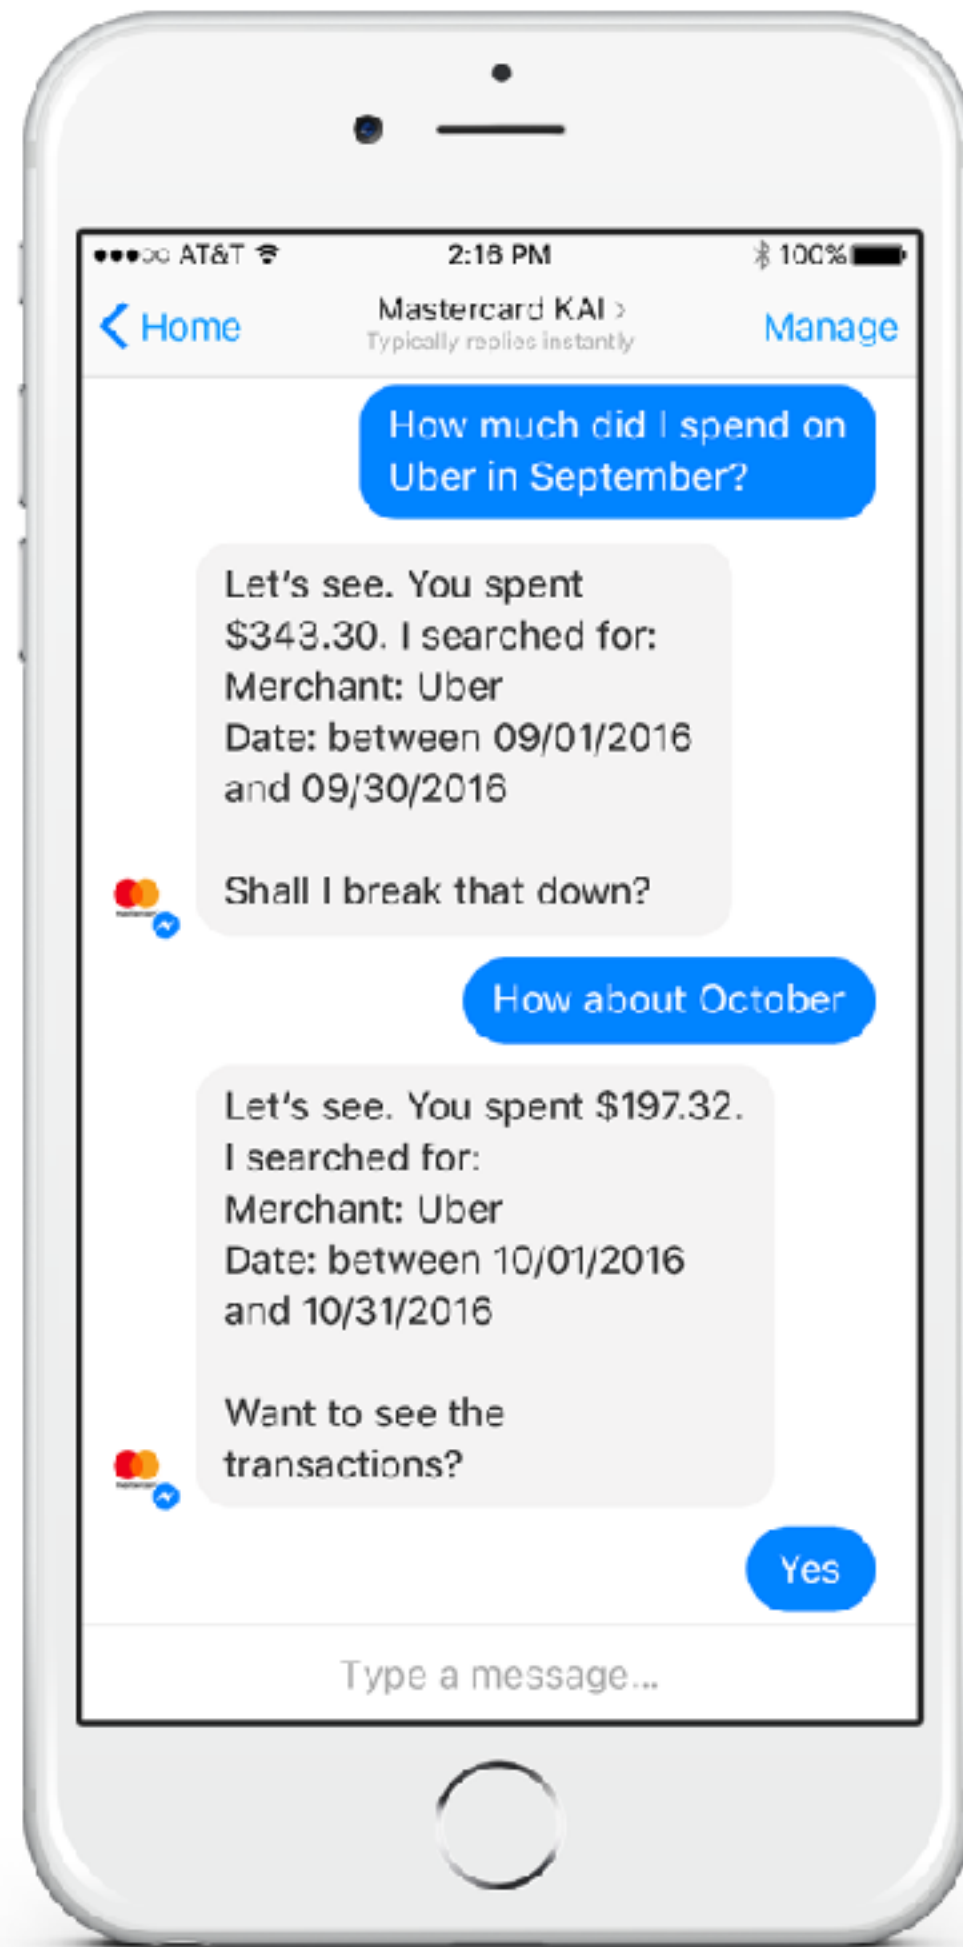 AT&T 2:16 PM 100%
Home Mastercard KAI > Manage
Typically replies instantly
How much did I spend on
Uber in September?
Let's see. You spent
$343.30. I searched for:
Merchant: Uber
Date: between 09/01/2016
and 09/30/2016
Shall I break that down?
How about October
Let's see. You spent $197.32.
I searched for:
Merchant: Uber
Date: between 10/01/2016
and 10/31/2016
Want to see the
transactions?
Yes
Type a message...